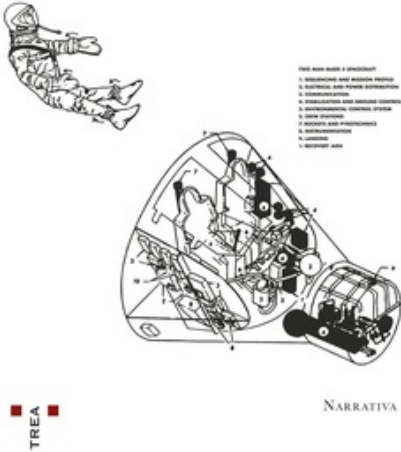 TWO MAN MARK II SPACECRAFT
1. SEQUENCING AND MISSION PROFILE
2. ELECTRICAL AND POWER DISTRIBUTION
3. COMMUNICATION
4. STABILIZATION AND GROUND CONTROL
5. ENVIRONMENTAL CONTROL SYSTEM
6. CREW STATIONS
7. ROCKETS AND PYROTECHNICS
8. INSTRUMENTATION
9. LANDING
1. RECOVERY AIDS
NARRATIVA
TREA